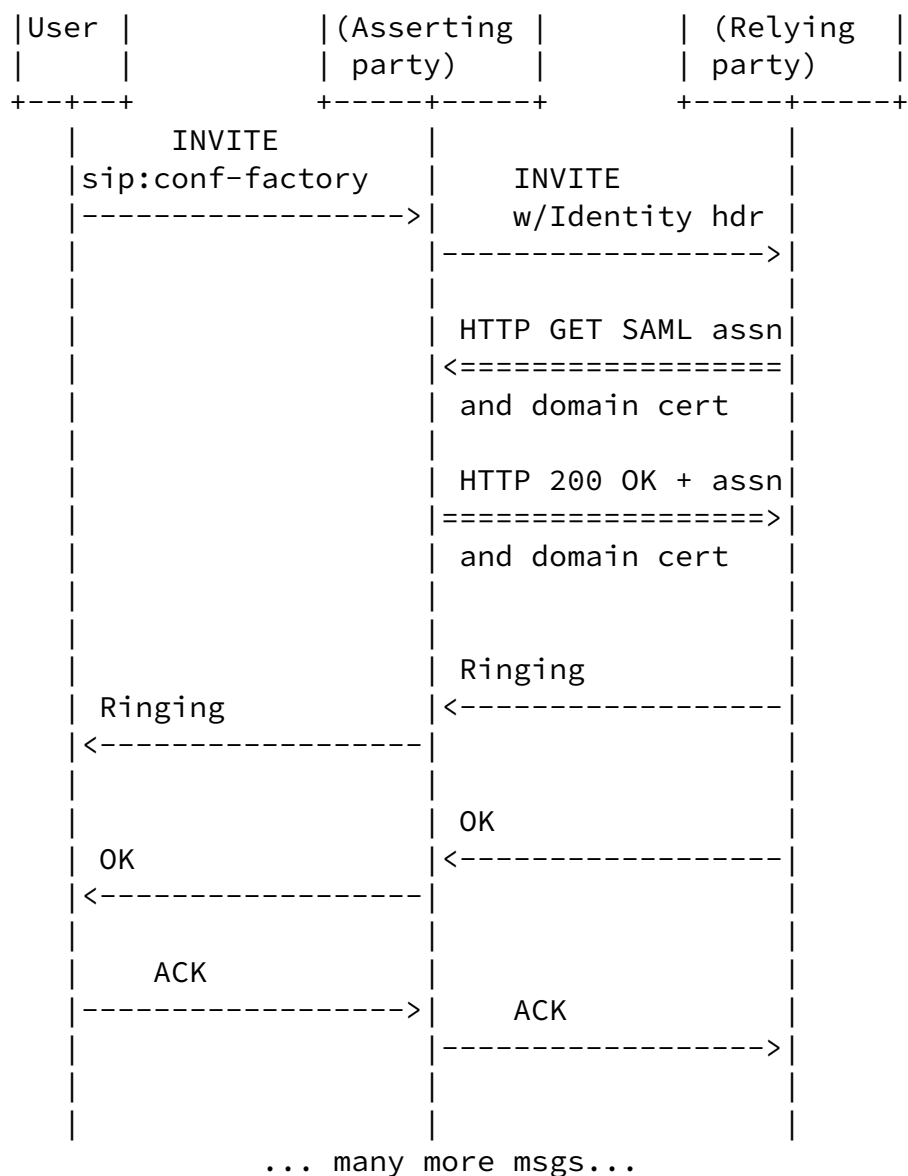 |User | |(Asserting | | (Relying |
| | | party) | | party) |
+--+--+ +-----+-----+ +-----+-----+
| INVITE | |
|sip:conf-factory | INVITE |
|------------------>| w/Identity hdr |
| |------------------>|
| | |
| | HTTP GET SAML assn|
| |<==================|
| | and domain cert |
| | |
| | HTTP 200 OK + assn|
| |==================>|
| | and domain cert |
| | |
| | |
| | Ringing |
| Ringing |<------------------|
|<------------------| |
| | |
| | OK |
| OK |<------------------|
|<------------------| |
| | |
| ACK | |
|------------------>| ACK |
| |------------------>|
| | |
| | |
... many more msgs...